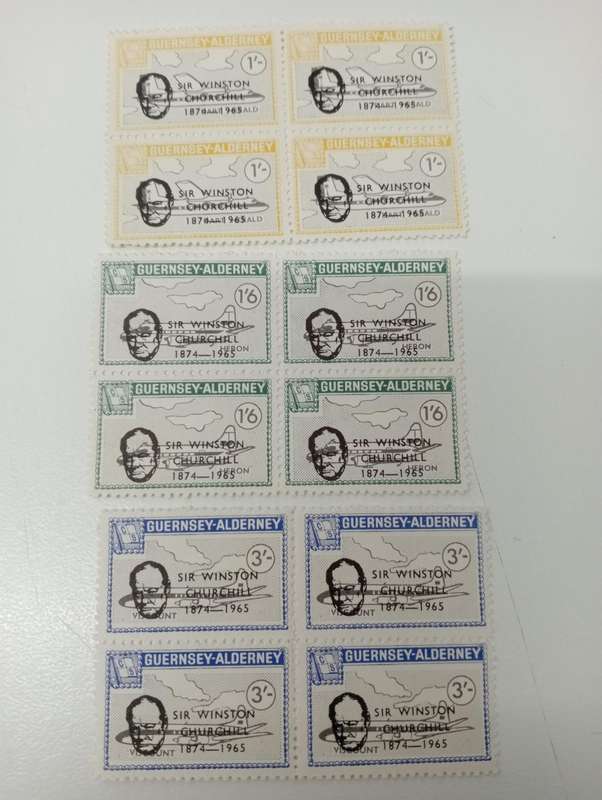 GUERNSEY-ALDERNEY GUERNSEY-ALDERNEY
1'- 1'-
SIR WINSTON SIR WINSTON
CHURCHILL CHURCHILL
1874—1965 ALD 1874—1965 ALD
GUERNSEY-ALDERNEY GUERNSEY-ALDERNEY
1'- 1'-
SIR WINSTON SIR WINSTON
CHURCHILL CHURCHILL
1874—1965 ALD 1874—1965 ALD
GUERNSEY-ALDERNEY GUERNSEY-ALDERNEY
1'6 1'6
SIR WINSTON SIR WINSTON
CHURCHILL CHURCHILL
HERON HERON
1874—1965 1874—1965
GUERNSEY-ALDERNEY GUERNSEY-ALDERNEY
1'6 1'6
SIR WINSTON SIR WINSTON
CHURCHILL CHURCHILL
HERON HERON
1874—1965 1874—1965
GUERNSEY-ALDERNEY GUERNSEY-ALDERNEY
3'- 3'-
SIR WINSTON SIR WINSTON
CHURCHILL CHURCHILL
1874—1965 1874—1965
VISCOUNT VISCOUNT
GUERNSEY-ALDERNEY GUERNSEY-ALDERNEY
3'- 3'-
SIR WINSTON SIR WINSTON
CHURCHILL CHURCHILL
1874—1965 1874—1965
VISCOUNT VISCOUNT